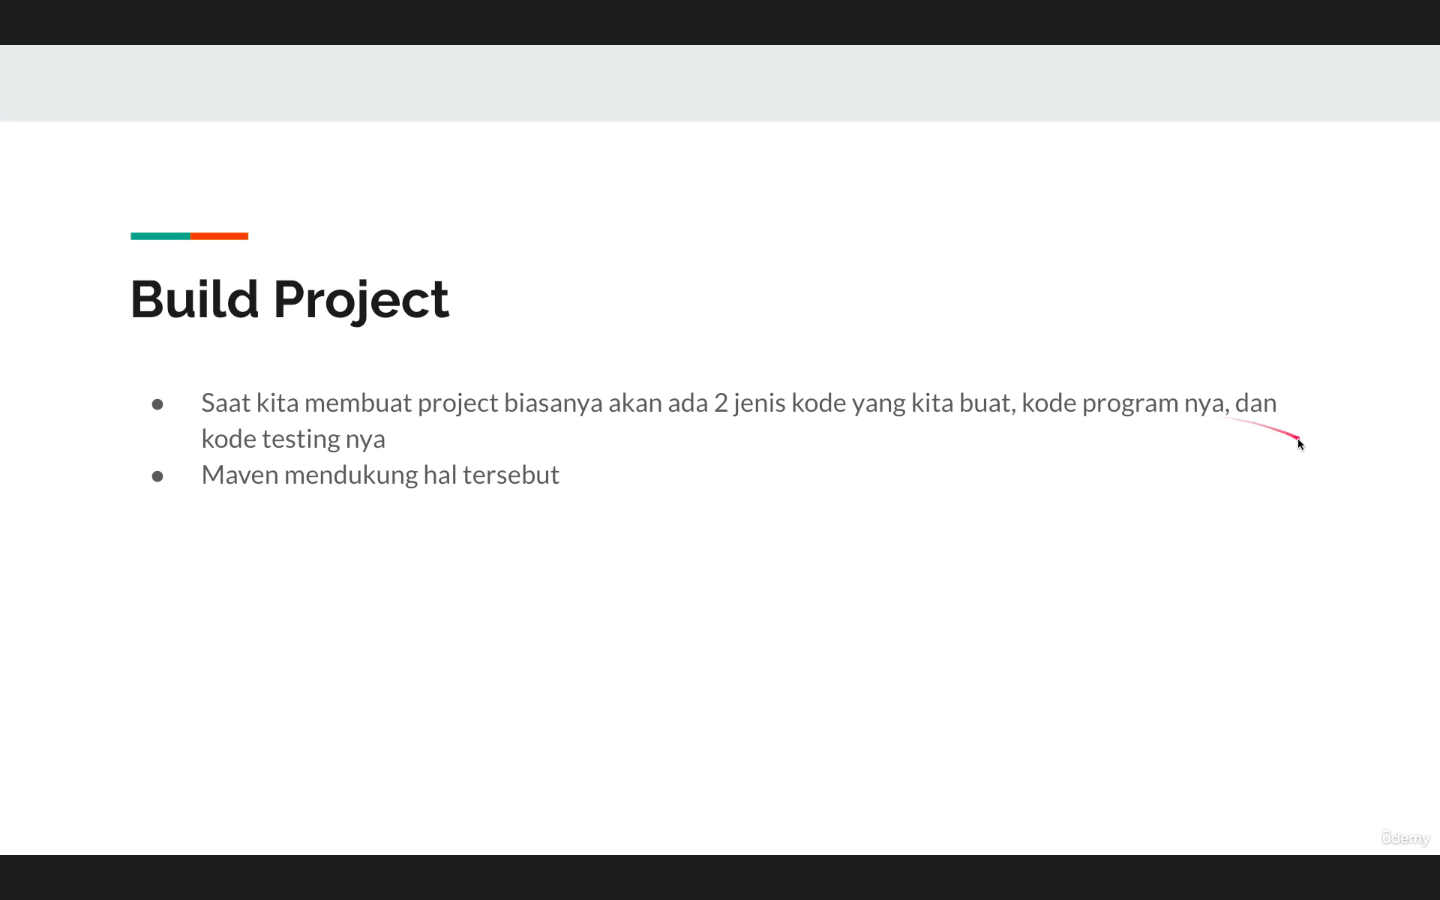 Build Project
● Saat kita membuat project biasanya akan ada 2 jenis kode yang kita buat, kode program nya, dan
kode testing nya
● Maven mendukung hal tersebut
ûdemy